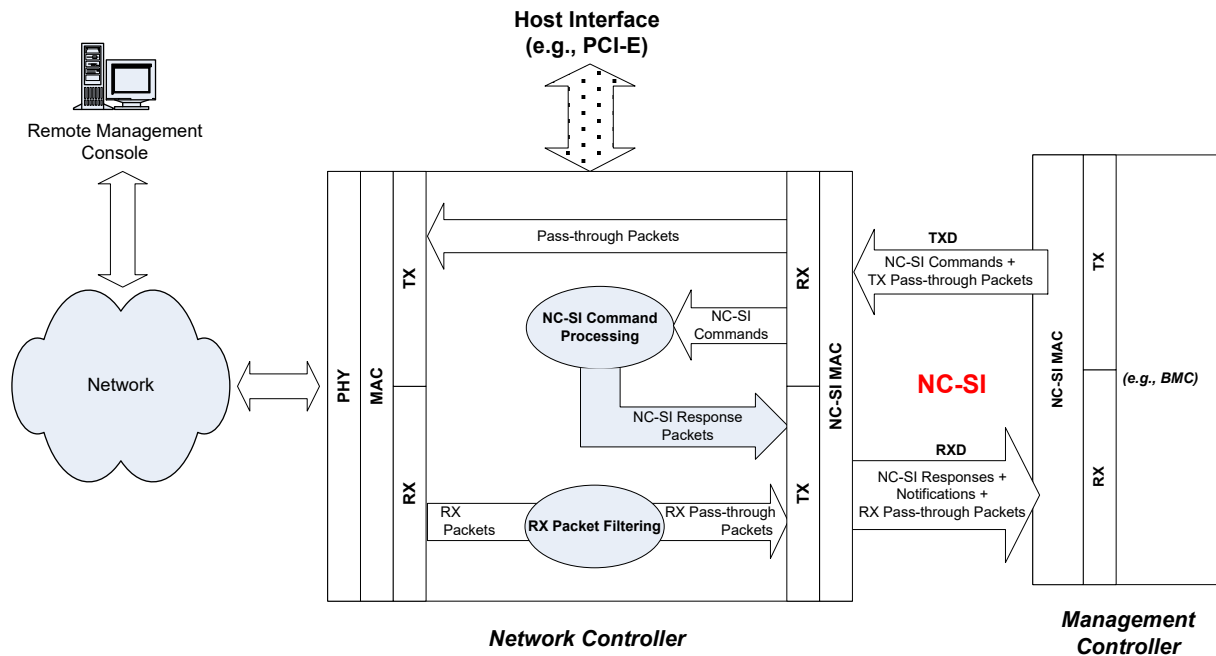 Host Interface
(e.g., PCI-E)
Remote Management
Console
Network
PHY
MAC
TX
RX
Pass-through Packets
NC-SI Command
Processing
NC-SI
Commands
NC-SI Response
Packets
RX
Packets
RX Packet Filtering
RX Pass-through
Packets
RX
TX
NC-SI MAC
TXD
NC-SI Commands +
TX Pass-through Packets
NC-SI
RXD
NC-SI Responses +
Notifications +
RX Pass-through Packets
NC-SI MAC
TX
RX
(e.g., BMC)
Network Controller
Management
Controller